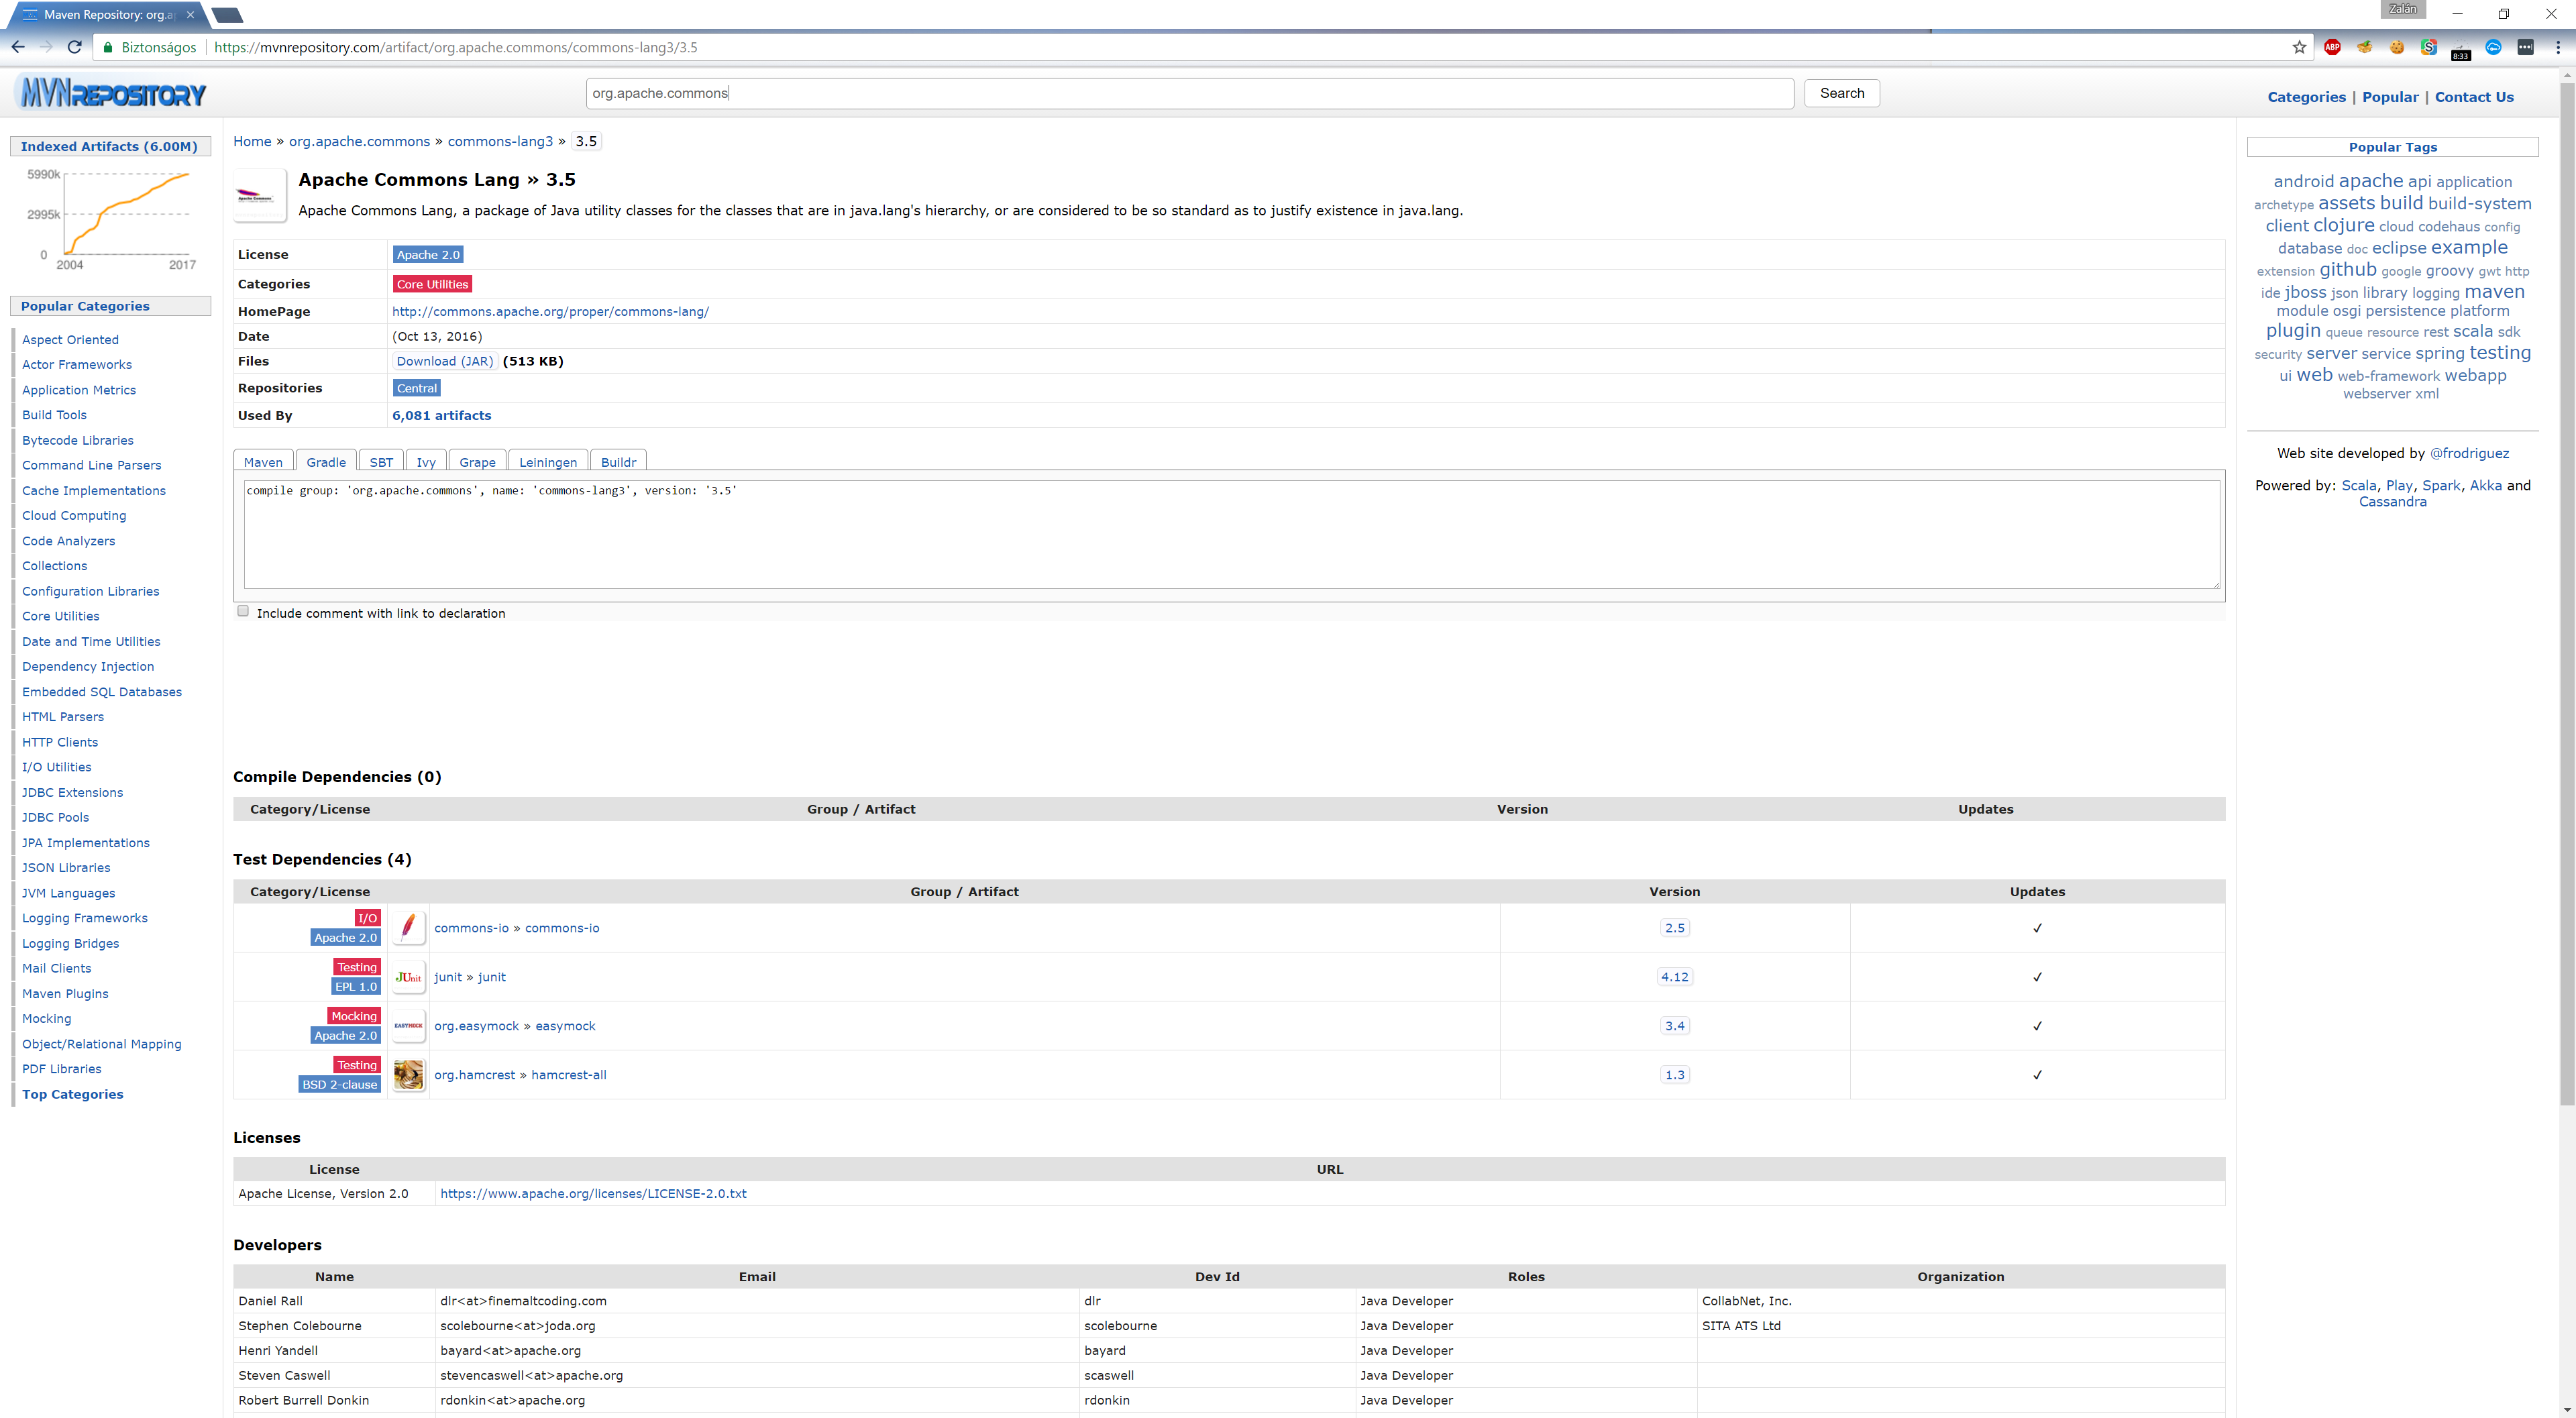 Maven Repository: org.a
Zalán
Biztonságos https://mvnrepository.com/artifact/org.apache.commons/commons-lang3/3.5
ABP
S
8:33
MVNREPOSITORY
org.apache.commons
Search
Categories | Popular | Contact Us
Indexed Artifacts (6.00M)
5990k
2995k
0
2004 2017
Popular Categories
Aspect Oriented
Actor Frameworks
Application Metrics
Build Tools
Bytecode Libraries
Command Line Parsers
Cache Implementations
Cloud Computing
Code Analyzers
Collections
Configuration Libraries
Core Utilities
Date and Time Utilities
Dependency Injection
Embedded SQL Databases
HTML Parsers
HTTP Clients
I/O Utilities
JDBC Extensions
JDBC Pools
JPA Implementations
JSON Libraries
JVM Languages
Logging Frameworks
Logging Bridges
Mail Clients
Maven Plugins
Mocking
Object/Relational Mapping
PDF Libraries
Top Categories
Home » org.apache.commons » commons-lang3 » 3.5
Apache Commons Lang » 3.5
Apache Commons Lang, a package of Java utility classes for the classes that are in java.lang's hierarchy, or are considered to be so standard as to justify existence in java.lang.
License Apache 2.0
Categories Core Utilities
HomePage http://commons.apache.org/proper/commons-lang/
Date (Oct 13, 2016)
Files Download (JAR) (513 KB)
Repositories Central
Used By 6,081 artifacts
Maven Gradle SBT Ivy Grape Leiningen Buildr
compile group: 'org.apache.commons', name: 'commons-lang3', version: '3.5'
Include comment with link to declaration
Compile Dependencies (0)
Category/License Group / Artifact Version Updates
Test Dependencies (4)
Category/License Group / Artifact Version Updates
I/O
Apache 2.0
commons-io » commons-io 2.5 ✓
Testing
EPL 1.0
JUnit
junit » junit 4.12 ✓
Mocking
Apache 2.0
EASYMOCK
org.easymock » easymock 3.4 ✓
Testing
BSD 2-clause
org.hamcrest » hamcrest-all 1.3 ✓
Licenses
License URL
Apache License, Version 2.0 https://www.apache.org/licenses/LICENSE-2.0.txt
Developers
Name Email Dev Id Roles Organization
Daniel Rall dlr<at>finemaltcoding.com dlr Java Developer CollabNet, Inc.
Stephen Colebourne scolebourne<at>joda.org scolebourne Java Developer SITA ATS Ltd
Henri Yandell bayard<at>apache.org bayard Java Developer
Steven Caswell stevencaswell<at>apache.org scaswell Java Developer
Robert Burrell Donkin rdonkin<at>apache.org rdonkin Java Developer
Popular Tags
android apache api application
archetype assets build build-system
client clojure cloud codehaus config
database doc eclipse example
extension github google groovy gwt http
ide jboss json library logging maven
module osgi persistence platform
plugin queue resource rest scala sdk
security server service spring testing
ui web web-framework webapp
webserver xml
Web site developed by @frodriguez
Powered by: Scala, Play, Spark, Akka and
Cassandra